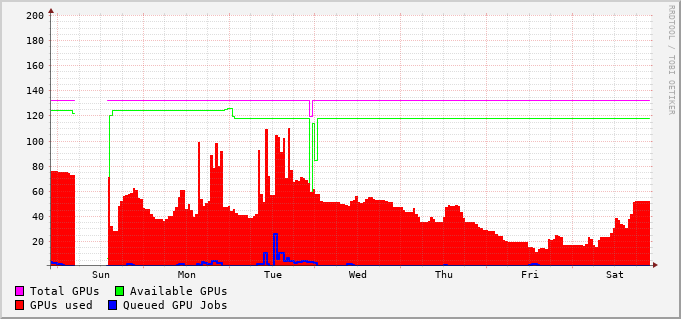 200
180
160
140
120
100
80
60
40
20
Sun Mon Tue Wed Thu Fri Sat
Total GPUs Available GPUs
GPUs used Queued GPU Jobs
RRDTOOL / TOBI OETIKER